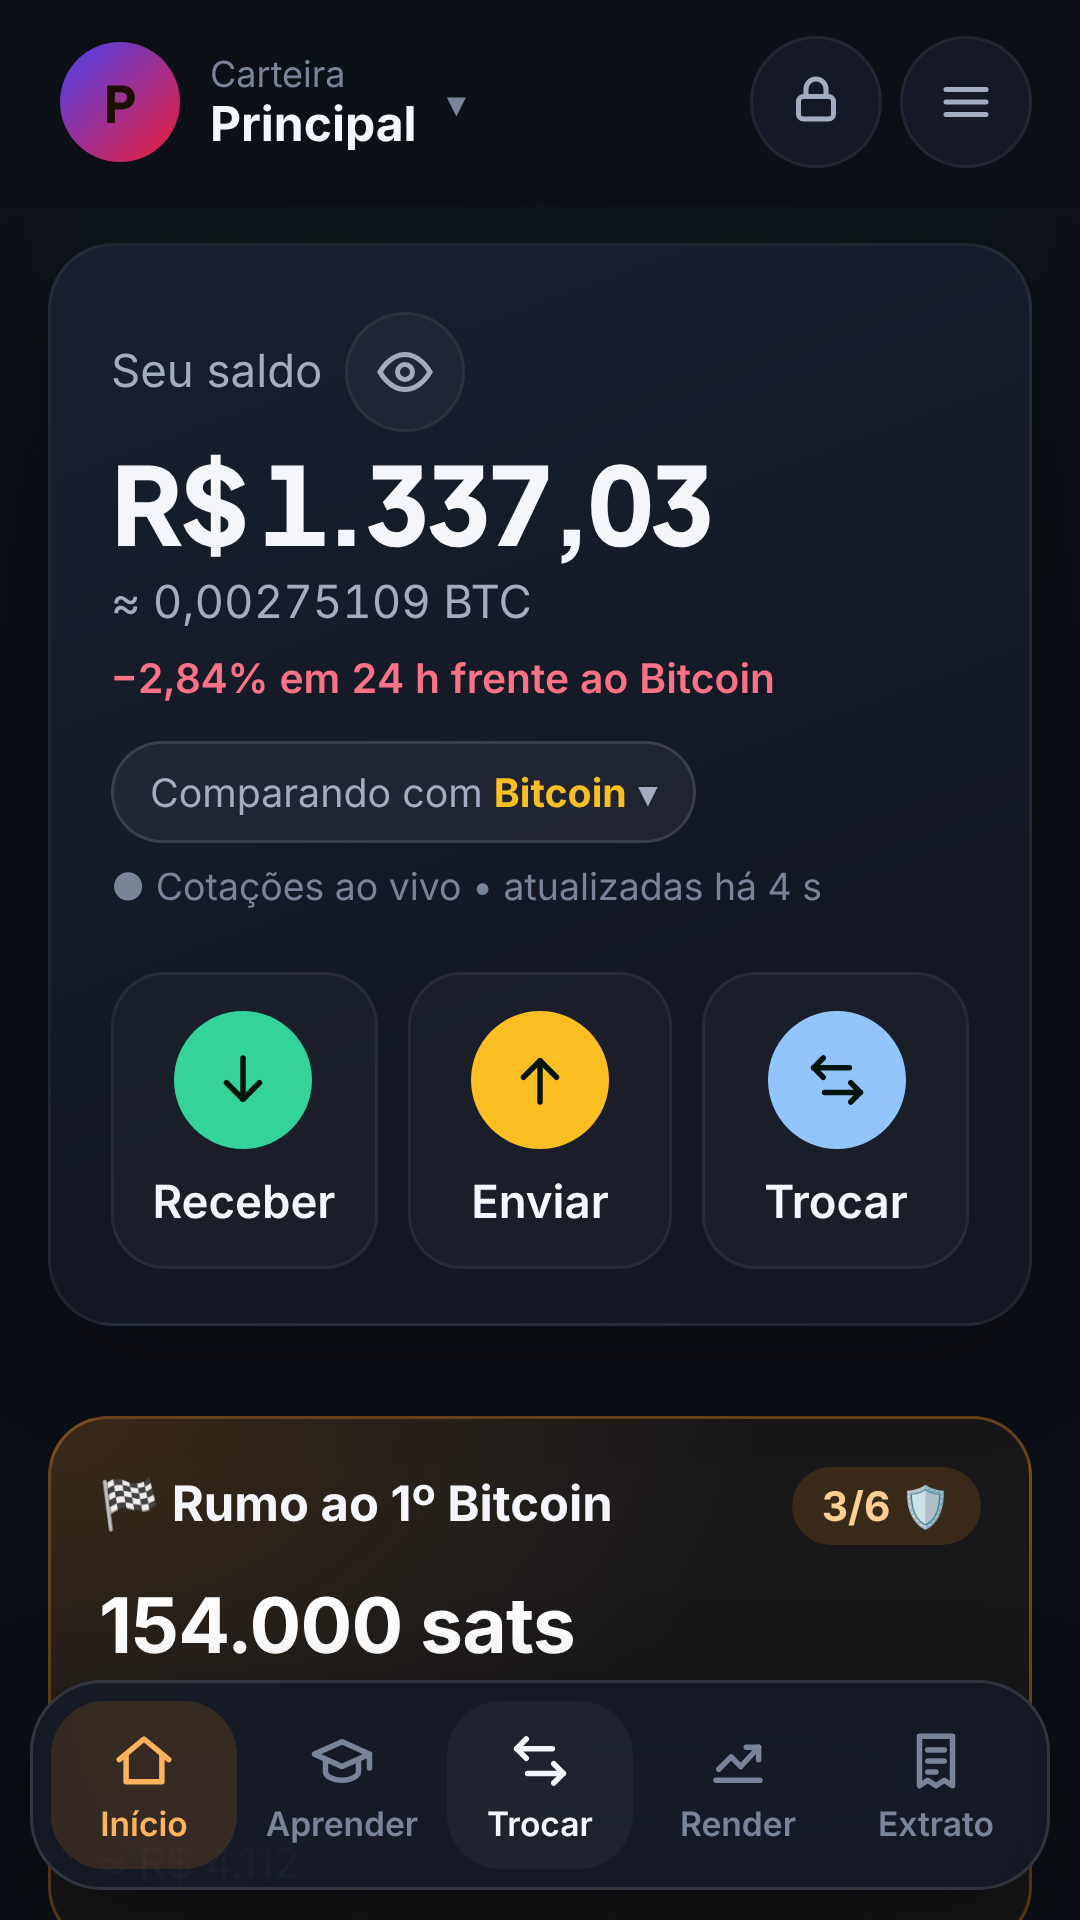 P
Carteira
Principal ▼
Seu saldo
R$ 1.337,03
≈ 0,00275109 BTC
−2,84% em 24 h frente ao Bitcoin
Comparando com Bitcoin ▼
● Cotações ao vivo • atualizadas há 4 s
Receber
Enviar
Trocar
🏁 Rumo ao 1º Bitcoin
3/6 🛡️
154.000 sats
Início
Aprender
Trocar
Render
Extrato
≈ R$ 4.112